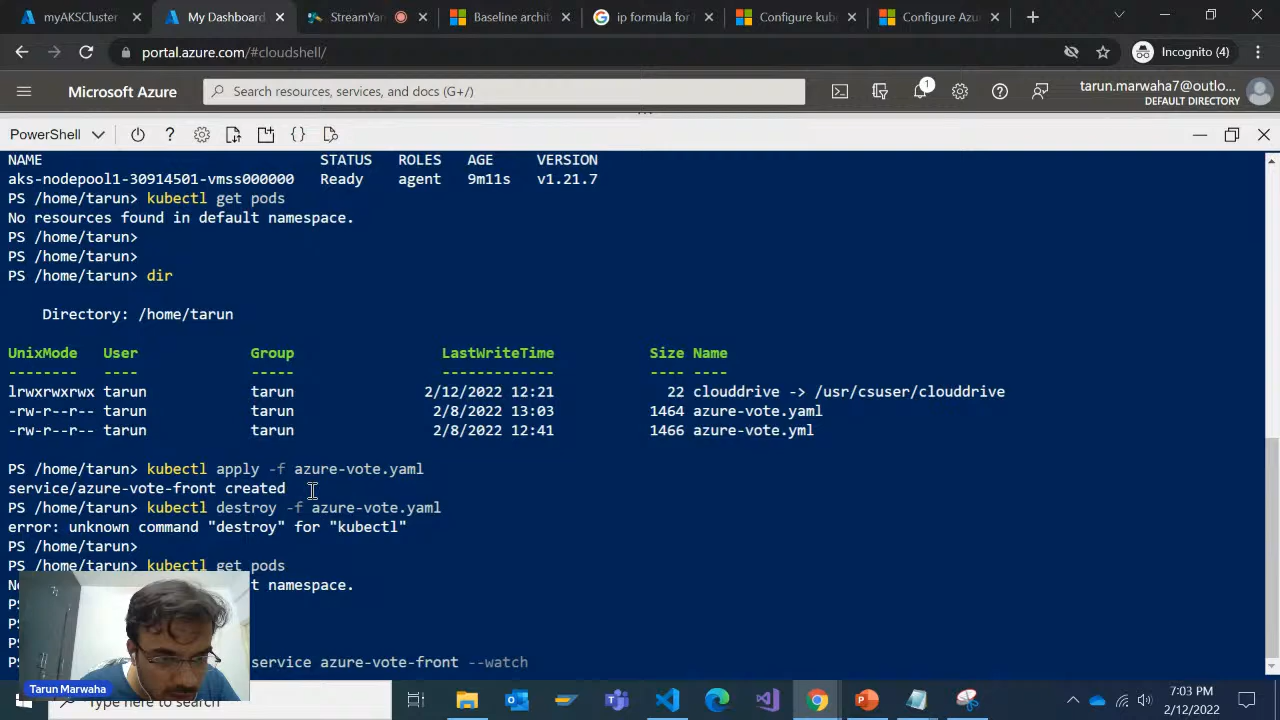 myAKSCluster
My Dashboard
StreamYar
Baseline archit
ip formula for
Configure kub
Configure Azu
portal.azure.com/#cloudshell/
Incognito (4)
Microsoft Azure
Search resources, services, and docs (G+/)
1
tarun.marwaha7@outlo...
DEFAULT DIRECTORY
PowerShell
NAME STATUS ROLES AGE VERSION
aks-nodepool1-30914501-vmss000000 Ready agent 9m11s v1.21.7
PS /home/tarun> kubectl get pods
No resources found in default namespace.
PS /home/tarun>
PS /home/tarun>
PS /home/tarun> dir
Directory: /home/tarun
UnixMode User Group LastWriteTime Size Name
-------- ---- ----- ------------- ---- ----
lrwxrwxrwx tarun tarun 2/12/2022 12:21 22 clouddrive -> /usr/csuser/clouddrive
-rw-r--r-- tarun tarun 2/8/2022 13:03 1464 azure-vote.yaml
-rw-r--r-- tarun tarun 2/8/2022 12:41 1466 azure-vote.yml
PS /home/tarun> kubectl apply -f azure-vote.yaml
service/azure-vote-front created
PS /home/tarun> kubectl destroy -f azure-vote.yaml
error: unknown command "destroy" for "kubectl"
PS /home/tarun>
PS /home/tarun> kubectl get pods
No t namespace.
PS
PS
PS
PS service azure-vote-front --watch
Tarun Marwaha
Type here to search
7:03 PM
2/12/2022